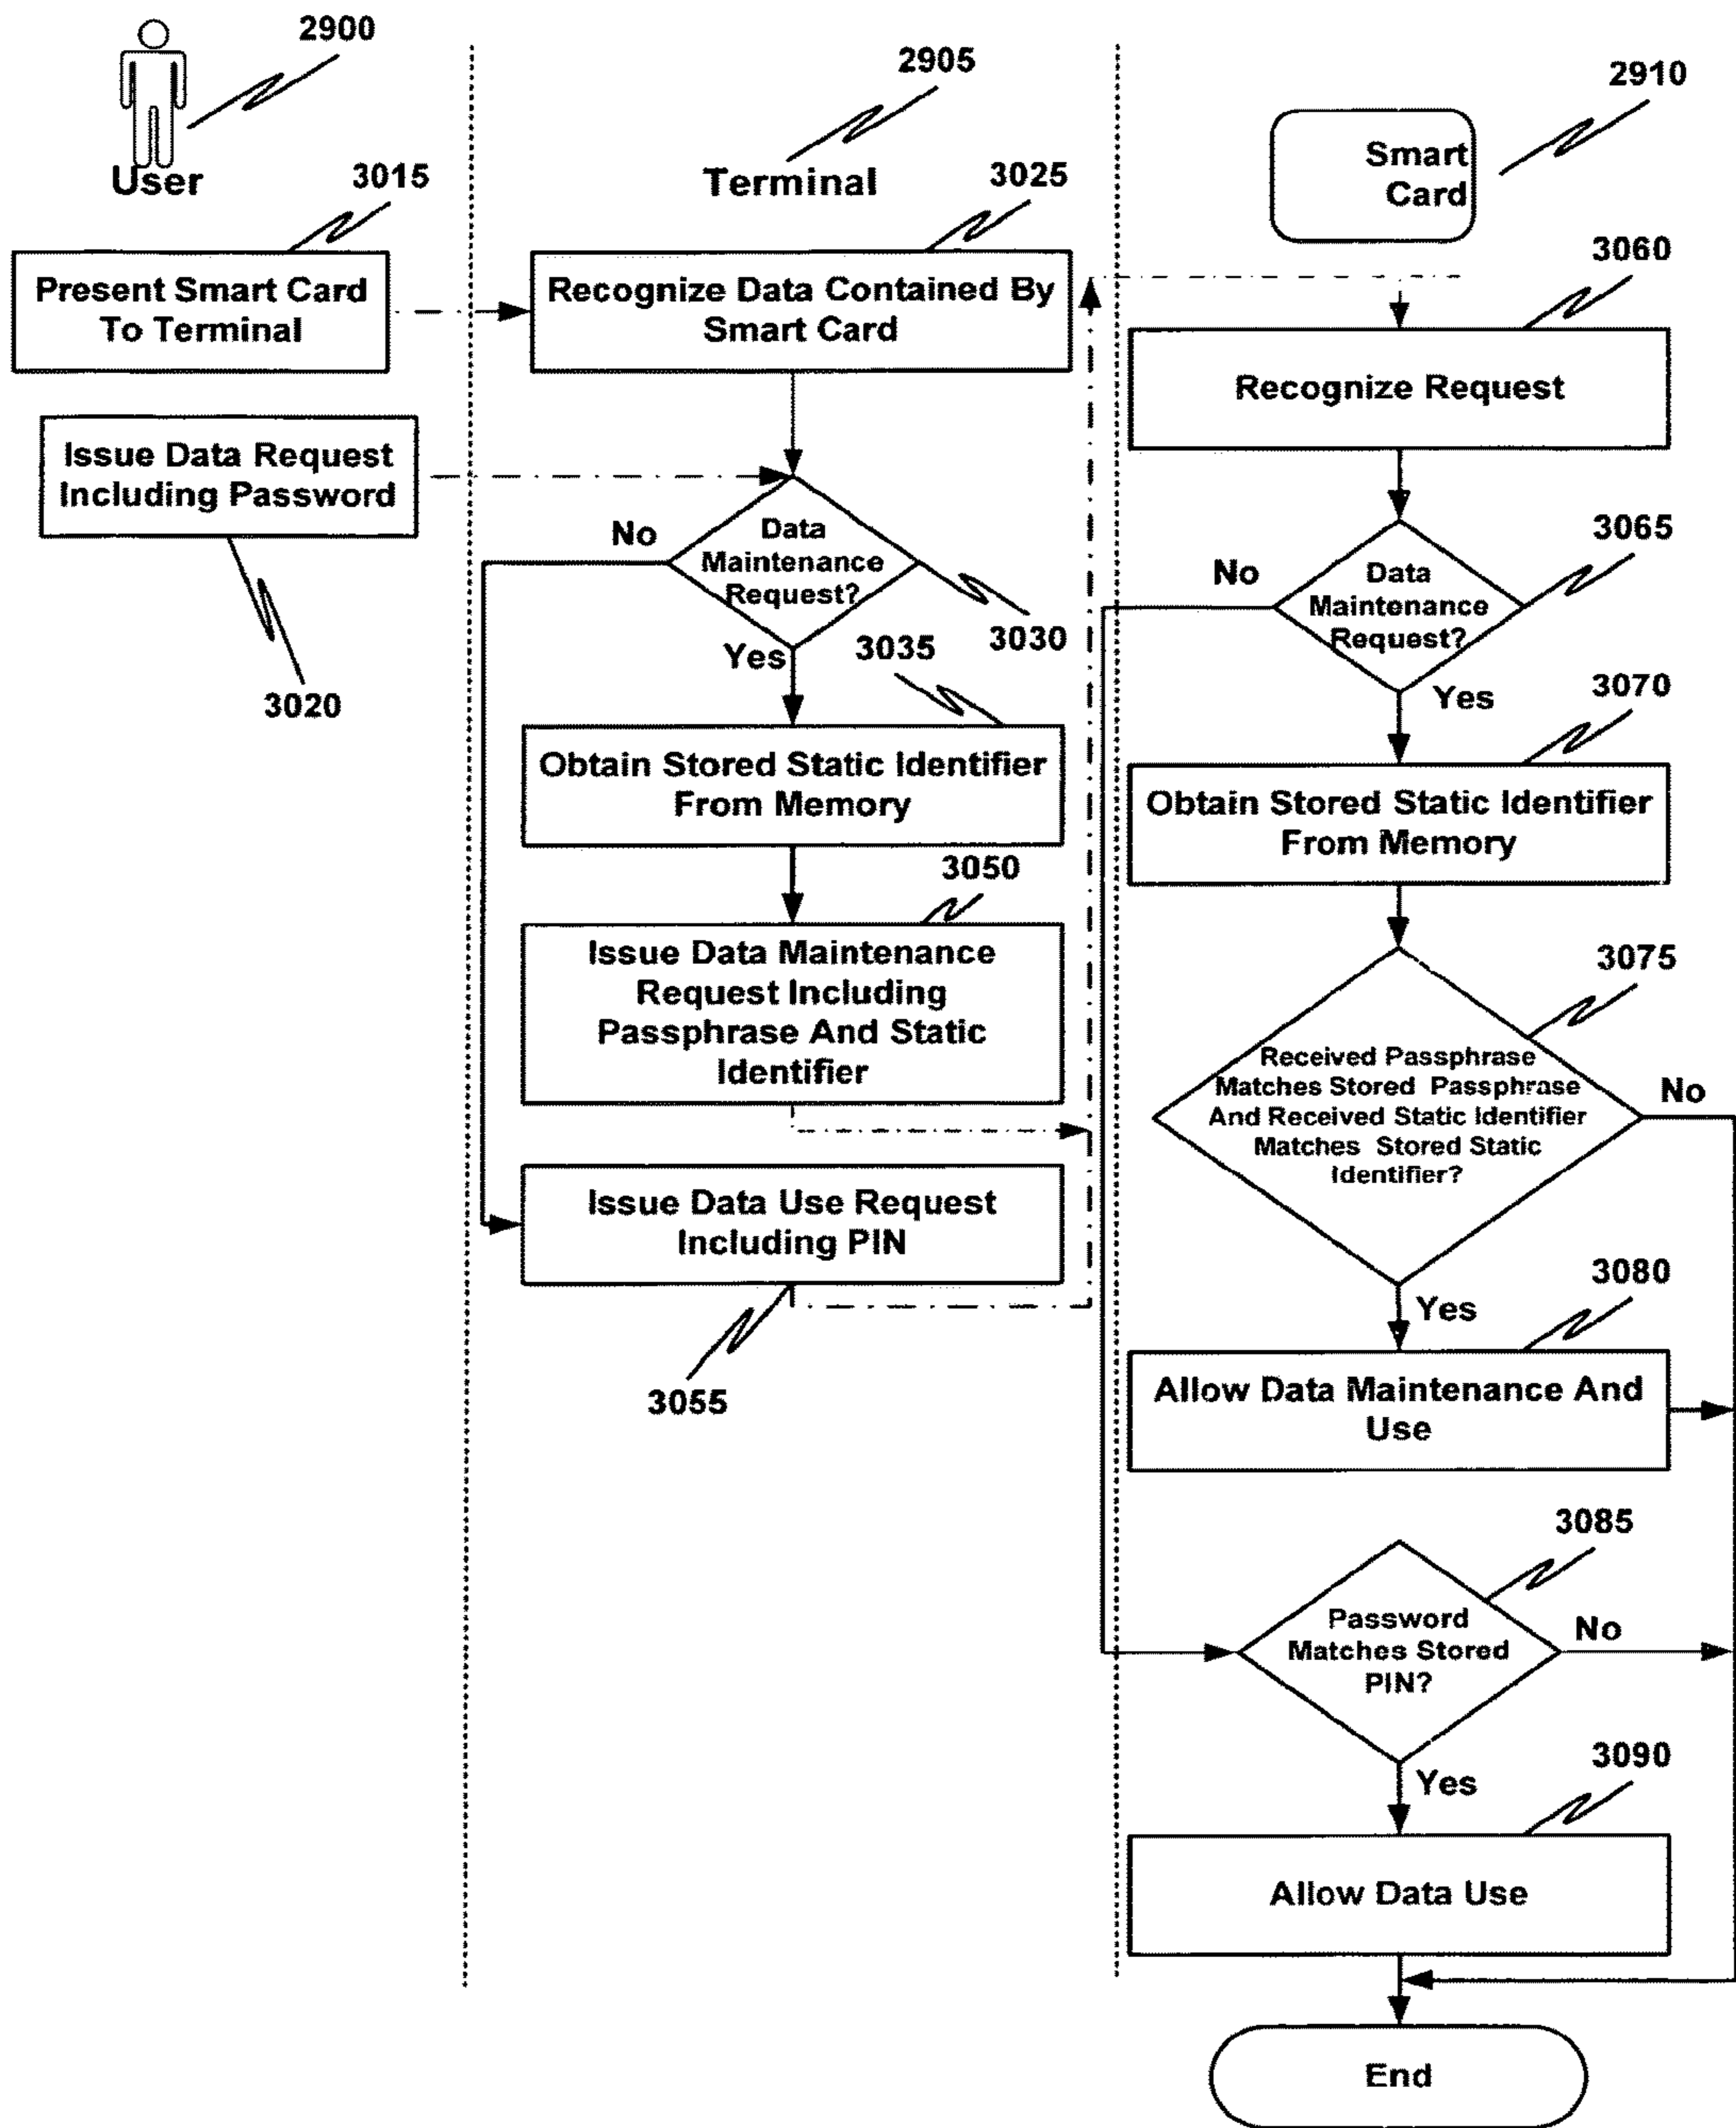 2900
User
3015
Present Smart Card
To Terminal
Issue Data Request
Including Password
3020
2905
Terminal
3025
Recognize Data Contained By
Smart Card
No
Data
Maintenance
Request?
3030
Yes
3035
Obtain Stored Static Identifier
From Memory
3050
Issue Data Maintenance
Request Including
Passphrase And Static
Identifier
Issue Data Use Request
Including PIN
3055
2910
Smart
Card
3060
Recognize Request
3065
No
Data
Maintenance
Request?
Yes
3070
Obtain Stored Static Identifier
From Memory
3075
Received Passphrase
Matches Stored Passphrase
And Received Static Identifier
Matches Stored Static
Identifier?
No
3080
Yes
Allow Data Maintenance And
Use
3085
Password
Matches Stored
PIN?
No
3090
Yes
Allow Data Use
End